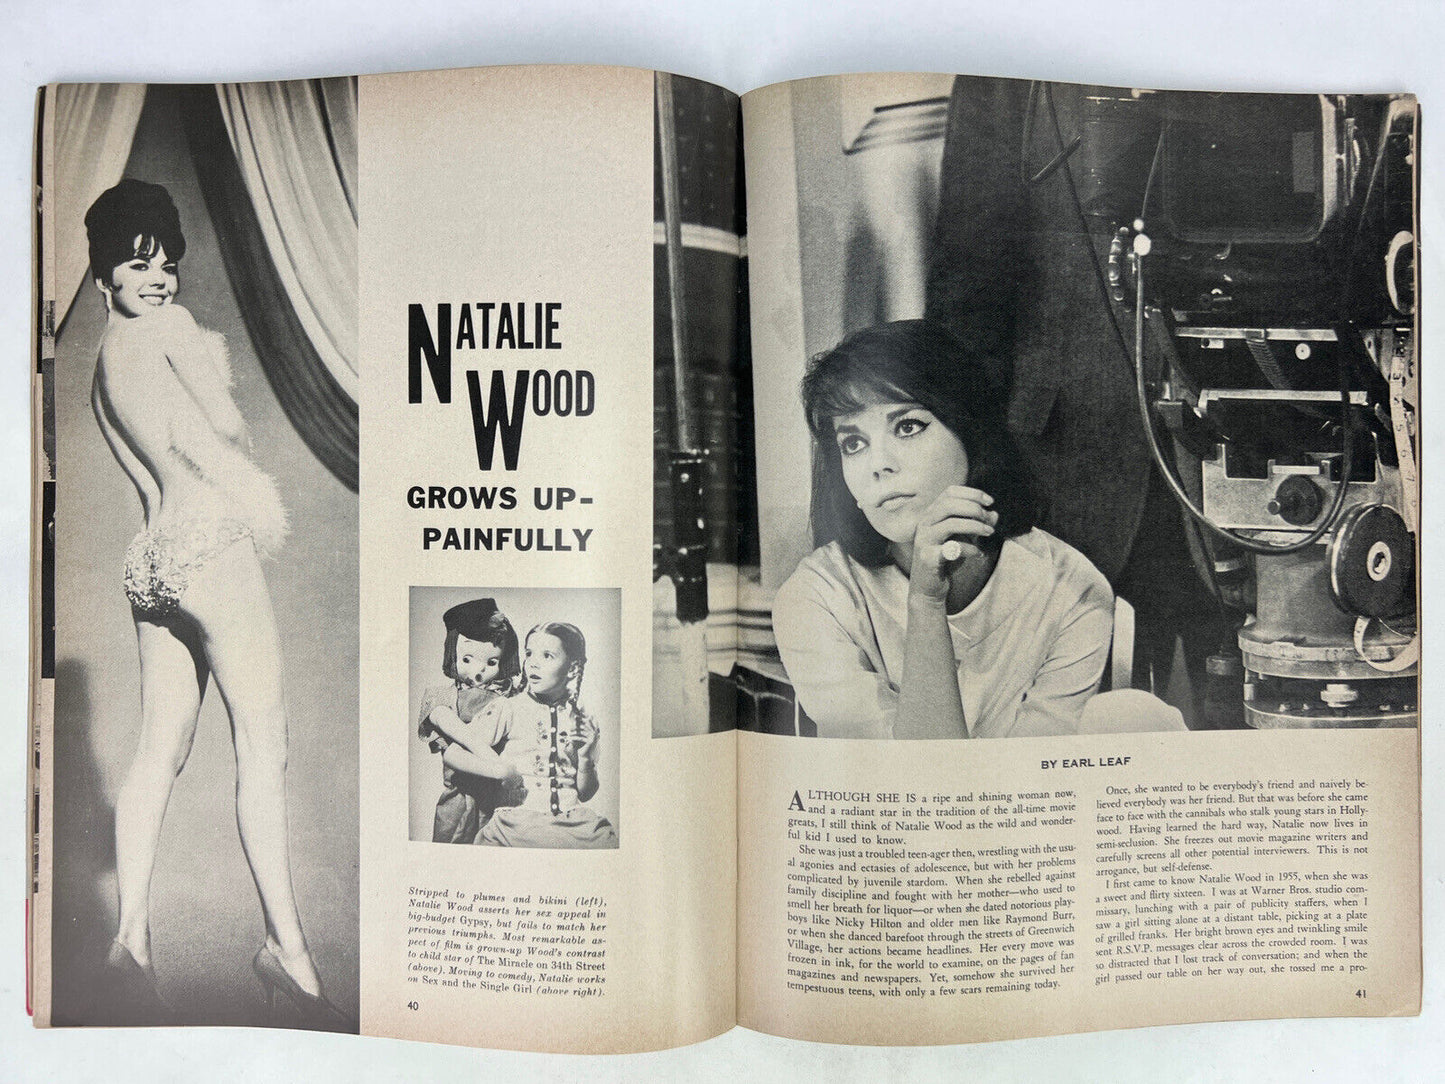 NATALIE
WOOD
GROWS UP-
PAINFULLY
Stripped to plumes and bikini (left),
Natalie Wood asserts her sex appeal in
big-budget Gypsy, but fails to match her
previous triumphs. Most remarkable as-
pect of film is grown-up Wood's contrast
to child star of The Miracle on 34th Street
(above). Moving to comedy, Natalie works
on Sex and the Single Girl (above right).
40
BY EARL LEAF
ALTHOUGH SHE IS a ripe and shining woman now,
and a radiant star in the tradition of the all-time movie
greats, I still think of Natalie Wood as the wild and wonder-
ful kid I used to know.
She was just a troubled teen-ager then, wrestling with the usu-
al agonies and ectasies of adolescence, but with her problems
complicated by juvenile stardom. When she rebelled against
family discipline and fought with her mother—who used to
smell her breath for liquor—or when she dated notorious play-
boys like Nicky Hilton and older men like Raymond Burr,
or when she danced barefoot through the streets of Greenwich
Village, her actions became headlines. Her every move was
frozen in ink, for the world to examine, on the pages of fan
magazines and newspapers. Yet, somehow she survived her
tempestuous teens, with only a few scars remaining today.
Once, she wanted to be everybody's friend and naively be-
lieved everybody was her friend. But that was before she came
face to face with the cannibals who stalk young stars in Holly-
wood. Having learned the hard way, Natalie now lives in
semi-seclusion. She freezes out movie magazine writers and
carefully screens all other potential interviewers. This is not
arrogance, but self-defense.
I first came to know Natalie Wood in 1955, when she was
a sweet and flirty sixteen. I was at Warner Bros. studio com-
missary, lunching with a pair of publicity staffers, when I
saw a girl sitting alone at a distant table, picking at a plate
of grilled franks. Her bright brown eyes and twinkling smile
sent R.S.V.P. messages clear across the crowded room. I was
so distracted that I lost track of conversation; and when the
girl passed our table on her way out, she tossed me a pro-
41